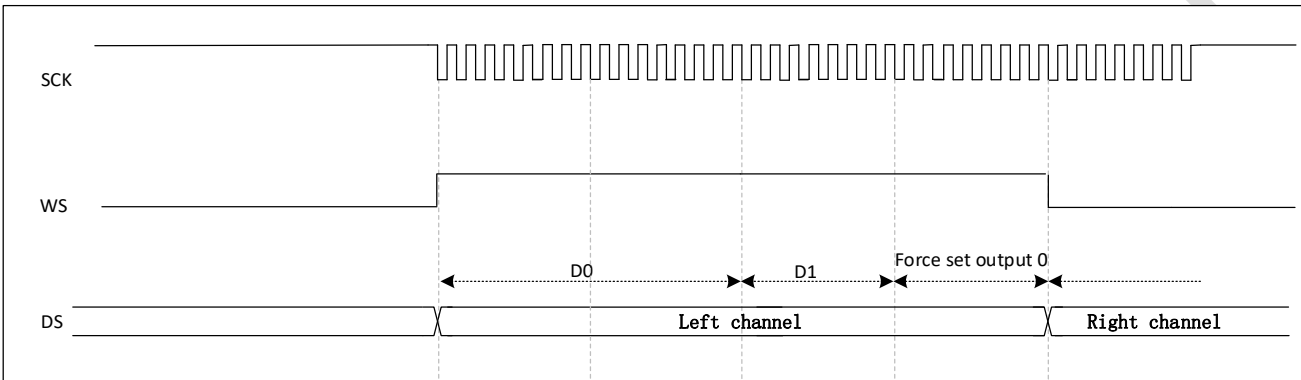 SCK
WS
Force set output 0
D0 D1
DS Left channel Right channel